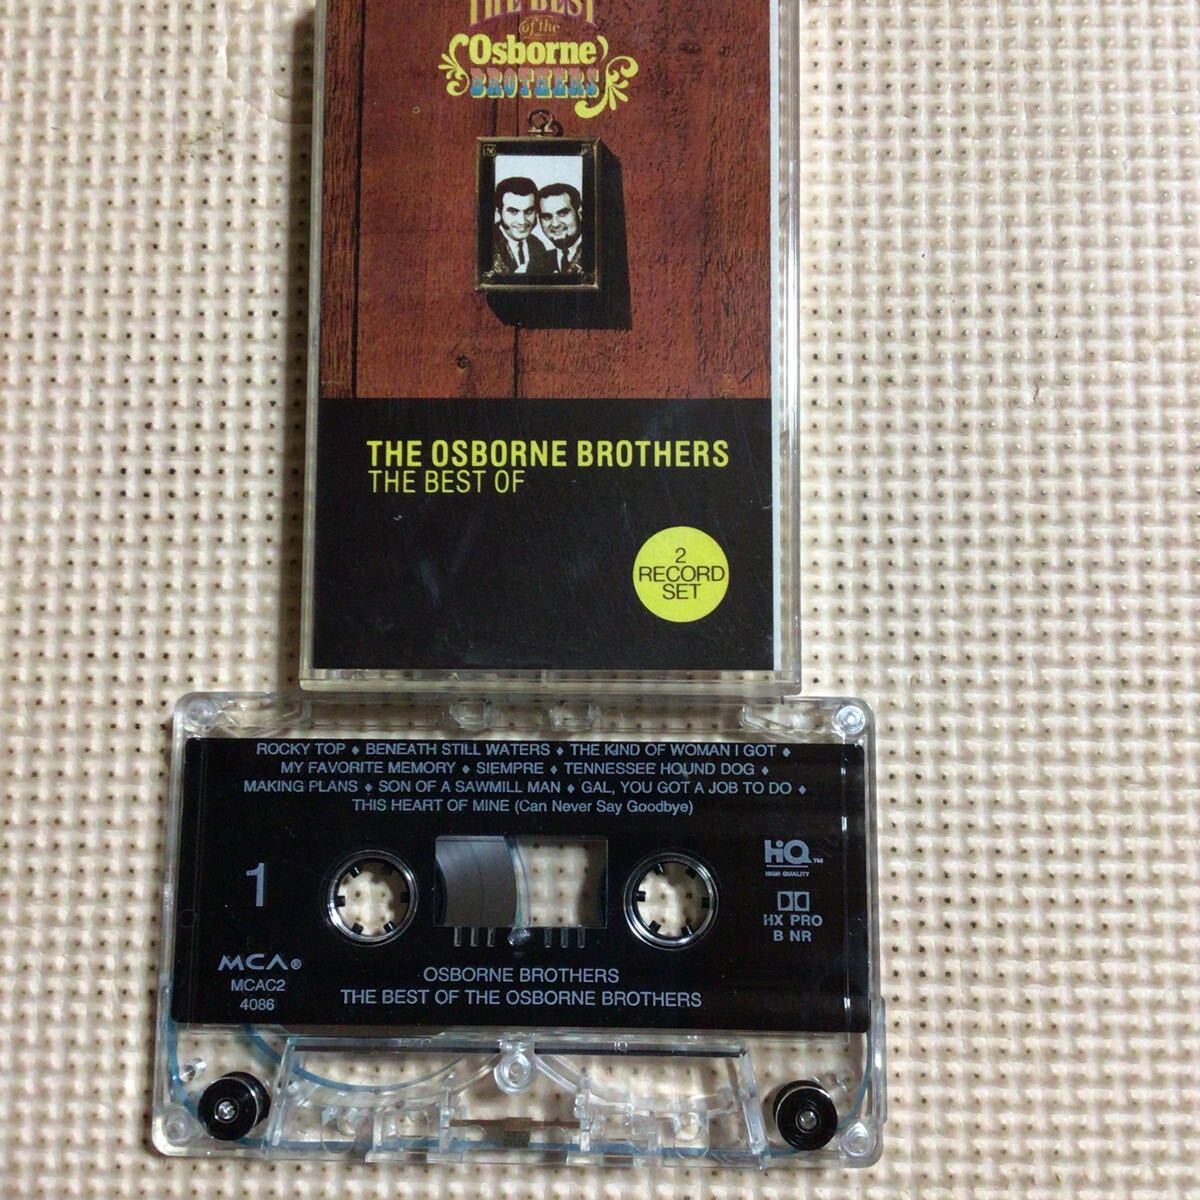 THE BEST
of the
Osborne
BROTHERS
THE OSBORNE BROTHERS
THE BEST OF
2
RECORD
SET
ROCKY TOP ♦ BENEATH STILL WATERS ♦ THE KIND OF WOMAN I GOT ♦
MY FAVORITE MEMORY ♦ SIEMPRE ♦ TENNESSEE HOUND DOG ♦
MAKING PLANS ♦ SON OF A SAWMILL MAN ♦ GAL, YOU GOT A JOB TO DO ♦
THIS HEART OF MINE (Can Never Say Goodbye)
1
HiQ™
HIGH QUALITY
HX PRO
B NR
MCA®
MCAC2
4086
OSBORNE BROTHERS
THE BEST OF THE OSBORNE BROTHERS